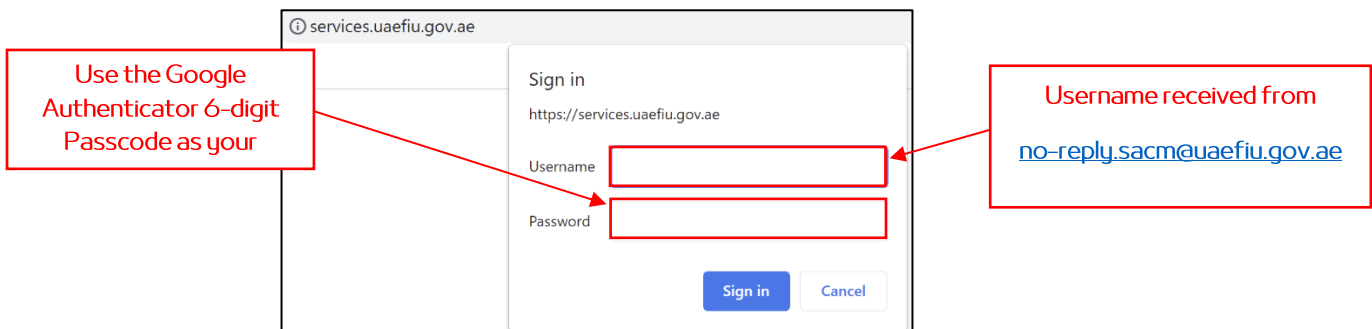 services.uaefiu.gov.ae
Use the Google
Authenticator 6-digit
Passcode as your
Sign in
https://services.uaefiu.gov.ae
Username
Password
Sign in
Cancel
Username received from
no-reply.sacm@uaefiu.gov.ae